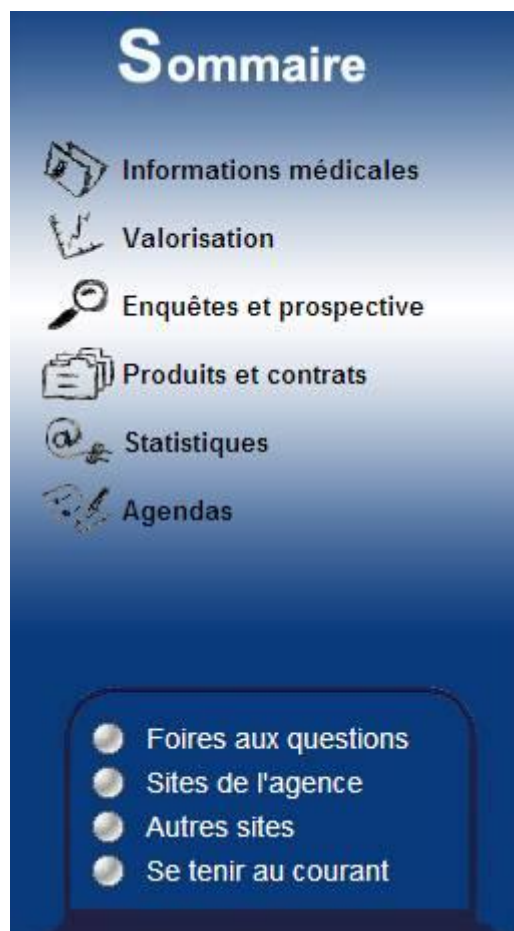 Sommaire
Informations médicales
Valorisation
Enquêtes et prospective
Produits et contrats
Statistiques
Agendas
Foires aux questions
Sites de l'agence
Autres sites
Se tenir au courant